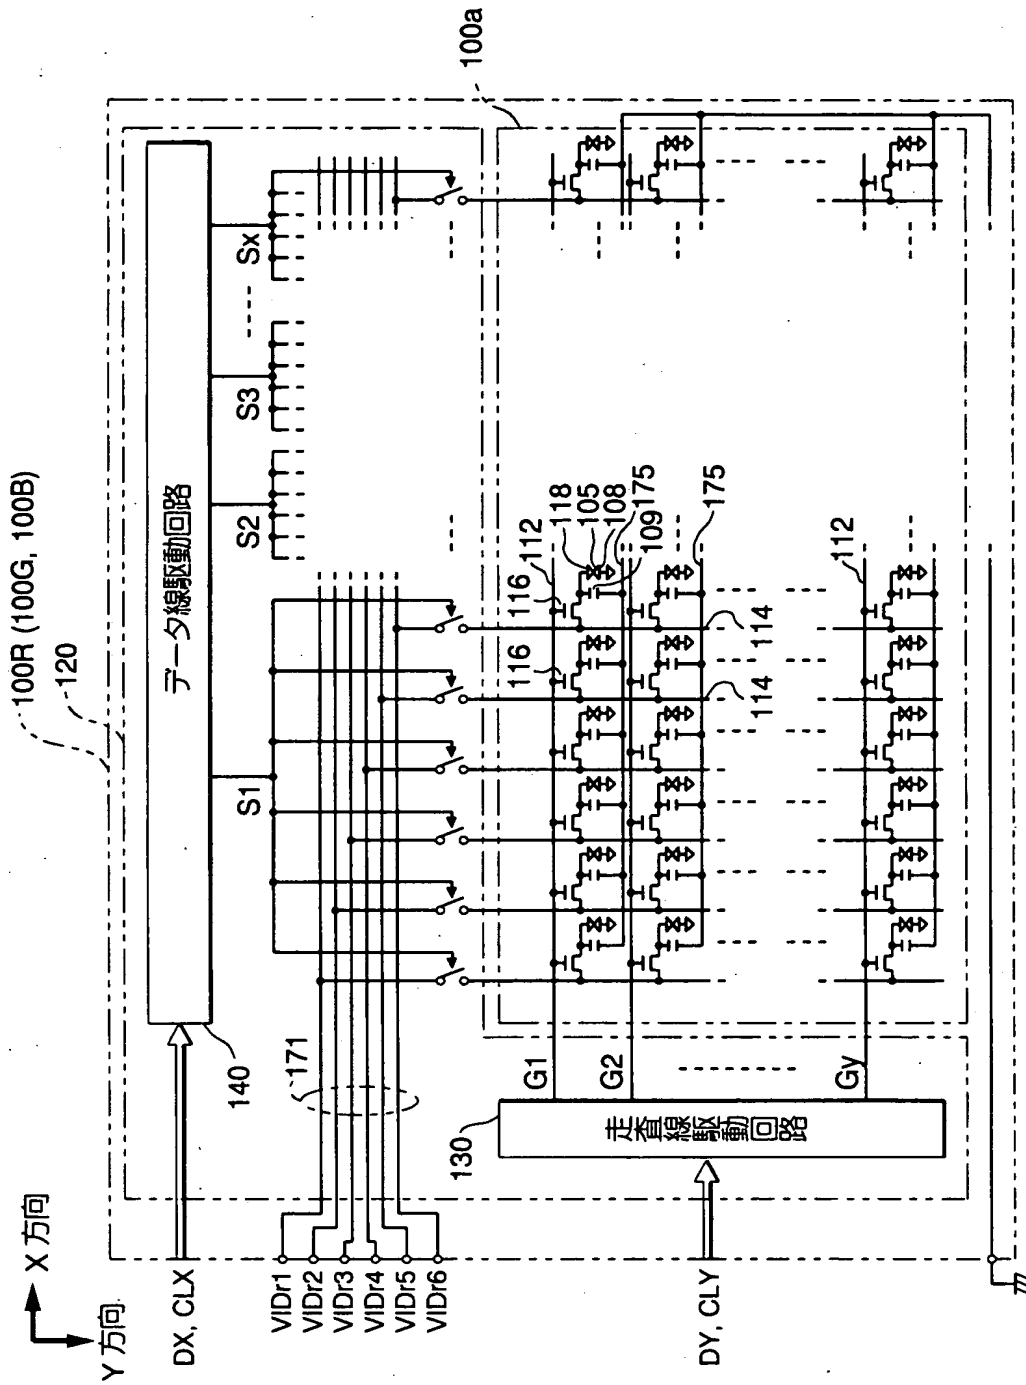 X 方向
Y 方向
100R (100G, 100B)
120
データ線駆動回路
140
DX, CLX
S1
S2
S3
Sx
100a
171
VIDr1
VIDr2
VIDr3
VIDr4
VIDr5
VIDr6
116
116
112
118
105
108
175
109
175
112
114
114
G1
G2
Gy
130
走査線駆動回路
DY, CLY